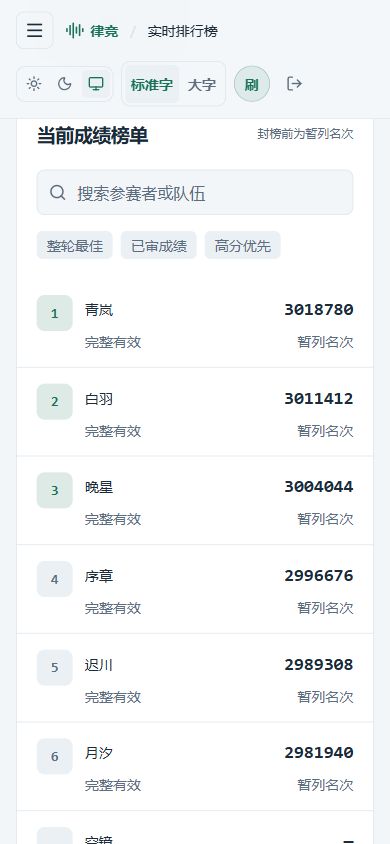 律竞 / 实时排行榜
标准字 大字 刷
当前成绩榜单 封榜前为暂列名次
搜索参赛者或队伍
整轮最佳 已审成绩 高分优先
1 青岚 3018780
完整有效 暂列名次
2 白羽 3011412
完整有效 暂列名次
3 晚星 3004044
完整有效 暂列名次
4 序章 2996676
完整有效 暂列名次
5 迟川 2989308
完整有效 暂列名次
6 月汐 2981940
完整有效 暂列名次
空镜 —